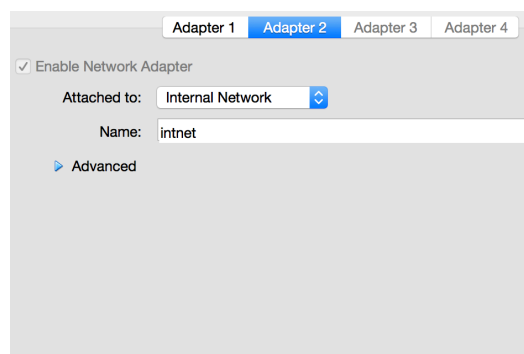 Adapter 1 Adapter 2 Adapter 3 Adapter 4
Enable Network Adapter
Attached to: Internal Network
Name: intnet
Advanced